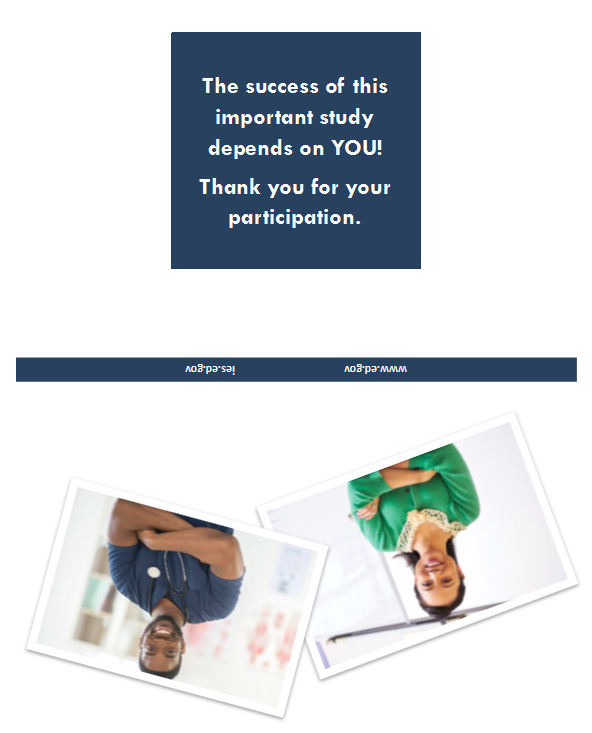 The success of this
important study
depends on YOU!
Thank you for your
participation.
www.ed.gov
ies.ed.gov